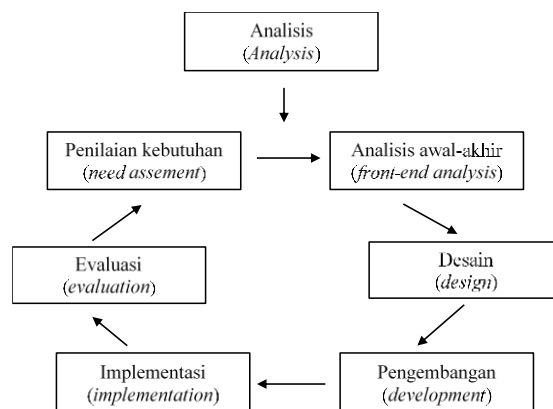 Analisis
(Analysis)
Penilaian kebutuhan
(need assement)
Analisis awal-akhir
(front-end analysis)
Evaluasi
(evaluation)
Desain
(design)
Implementasi
(implementation)
Pengembangan
(development)